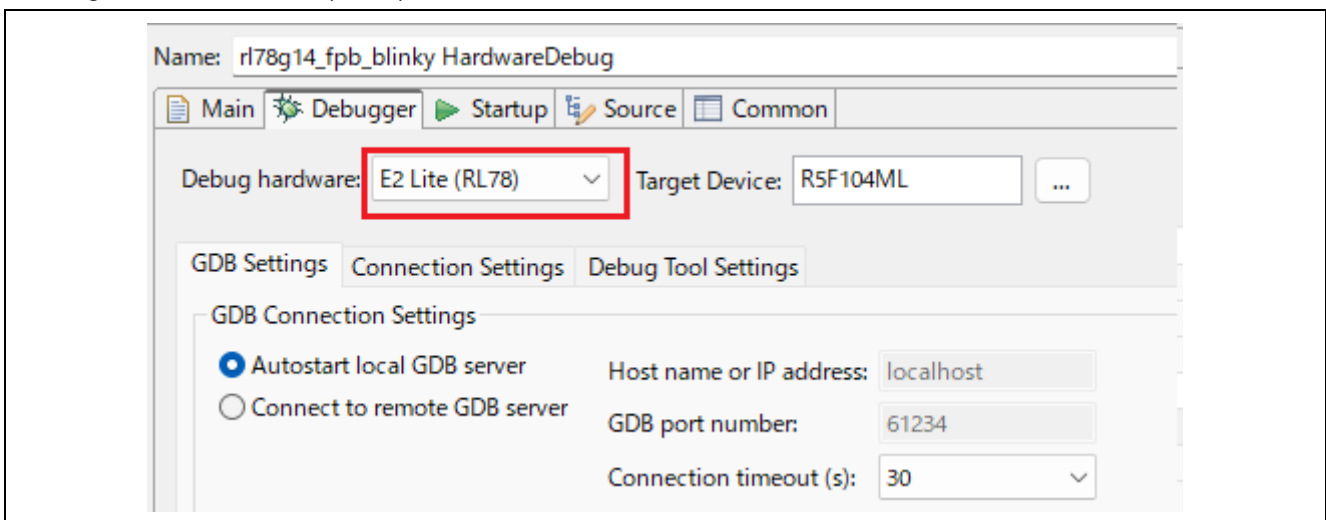 Name: rl78g14_fpb_blinky HardwareDebug
Main Debugger Startup Source Common
Debug hardware: E2 Lite (RL78) Target Device: R5F104ML ...
GDB Settings Connection Settings Debug Tool Settings
GDB Connection Settings
Autostart local GDB server Host name or IP address: localhost
Connect to remote GDB server
GDB port number: 61234
Connection timeout (s): 30